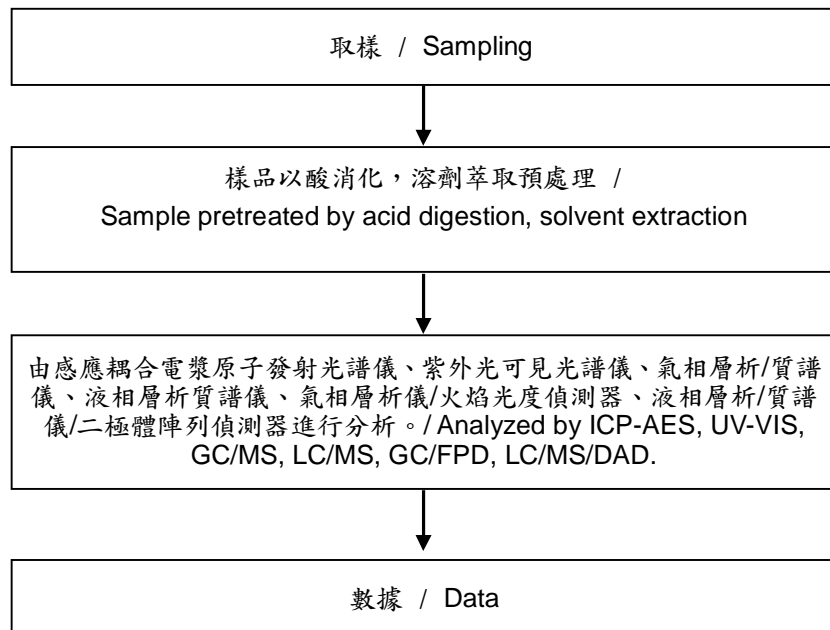 取樣 / Sampling
樣品以酸消化，溶劑萃取預處理 /
Sample pretreated by acid digestion, solvent extraction
由感應耦合電漿原子發射光譜儀、紫外光可見光譜儀、氣相層析/質譜
儀、液相層析質譜儀、氣相層析儀/火焰光度偵測器、液相層析/質譜
儀/二極體陣列偵測器進行分析。/ Analyzed by ICP-AES, UV-VIS,
GC/MS, LC/MS, GC/FPD, LC/MS/DAD.
數據 / Data